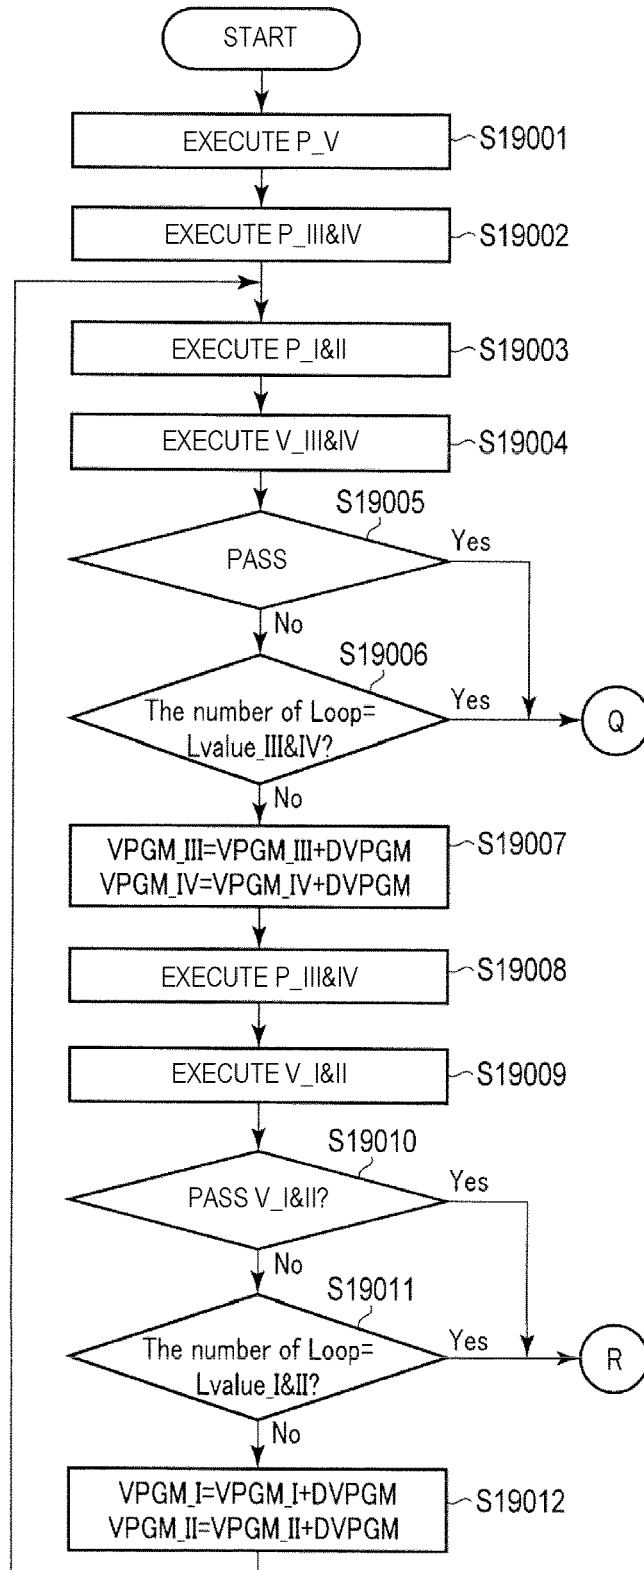 START
EXECUTE P_V
S19001
EXECUTE P_III&IV
S19002
EXECUTE P_I&II
S19003
EXECUTE V_III&IV
S19004
S19005
PASS
Yes
No
S19006
The number of Loop=
Lvalue_III&IV?
Yes
Q
No
VPGM_III=VPGM_III+DVPGM
VPGM_IV=VPGM_IV+DVPGM
S19007
EXECUTE P_III&IV
S19008
EXECUTE V_I&II
S19009
S19010
PASS V_I&II?
Yes
No
S19011
The number of Loop=
Lvalue_I&II?
Yes
R
No
VPGM_I=VPGM_I+DVPGM
VPGM_II=VPGM_II+DVPGM
S19012